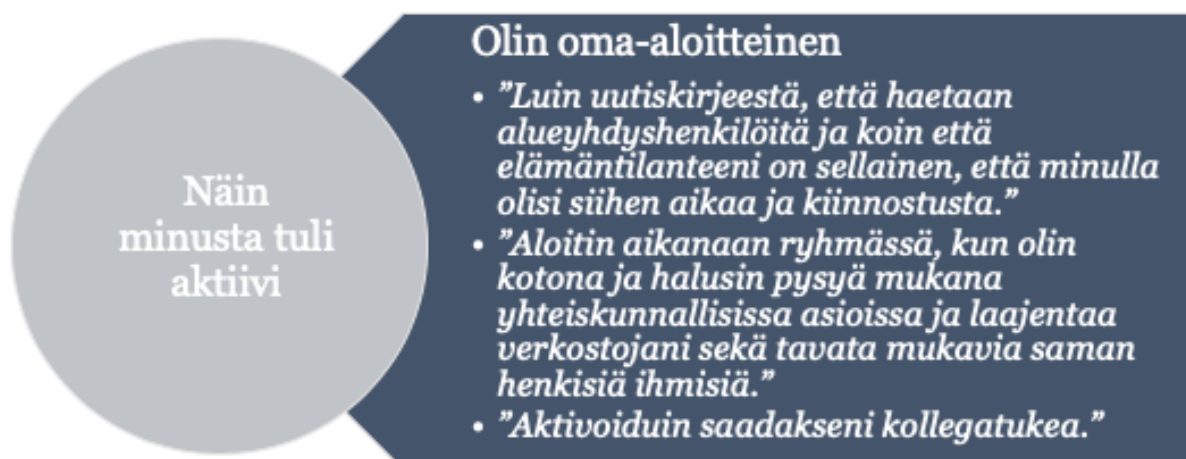 Näin
minusta tuli
aktiivi
Olin oma-aloitteinen
• ”Luin uutiskirjeestä, että haetaan
alueyhdyshenkilöitä ja koin että
elämäntilanteeni on sellainen, että minulla
olisi siihen aikaa ja kiinnostusta.”
• ”Aloitin aikanaan ryhmässä, kun olin
kotona ja halusin pysyä mukana
yhteiskunnallisissa asioissa ja laajentaa
verkostojani sekä tavata mukavia saman
henkisiä ihmisiä.”
• ”Aktivoiduin saadakseni kollegatukea.”